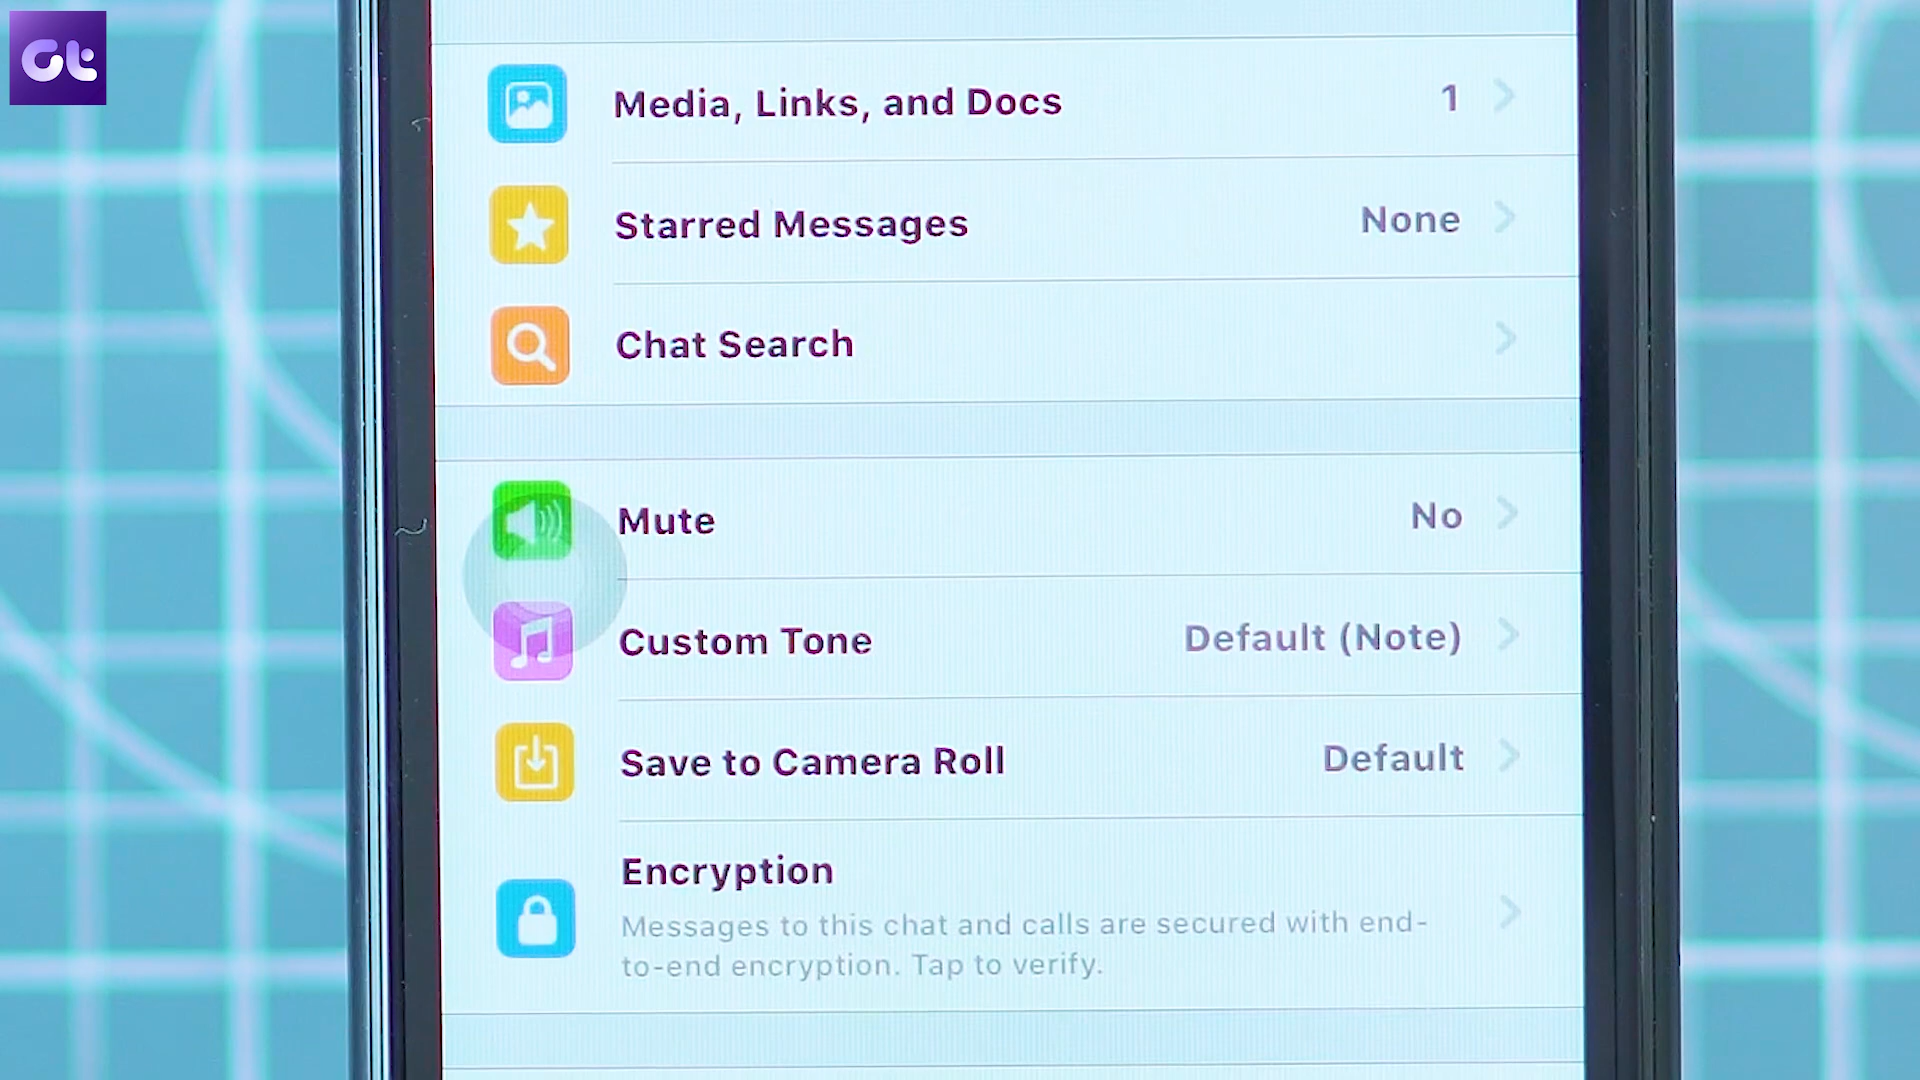 Gt
Media, Links, and Docs 1
Starred Messages None
Chat Search
Mute No
Custom Tone Default (Note)
Save to Camera Roll Default
Encryption
Messages to this chat and calls are secured with end-
to-end encryption. Tap to verify.